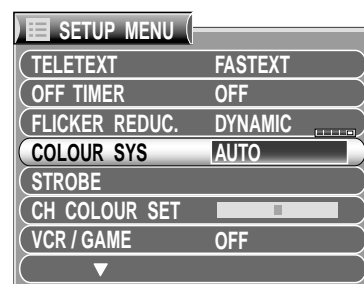 SETUP MENU
TELETEXT FASTEXT
OFF TIMER OFF
FLICKER REDUC. DYNAMIC
COLOUR SYS AUTO
STROBE
CH COLOUR SET
VCR / GAME OFF